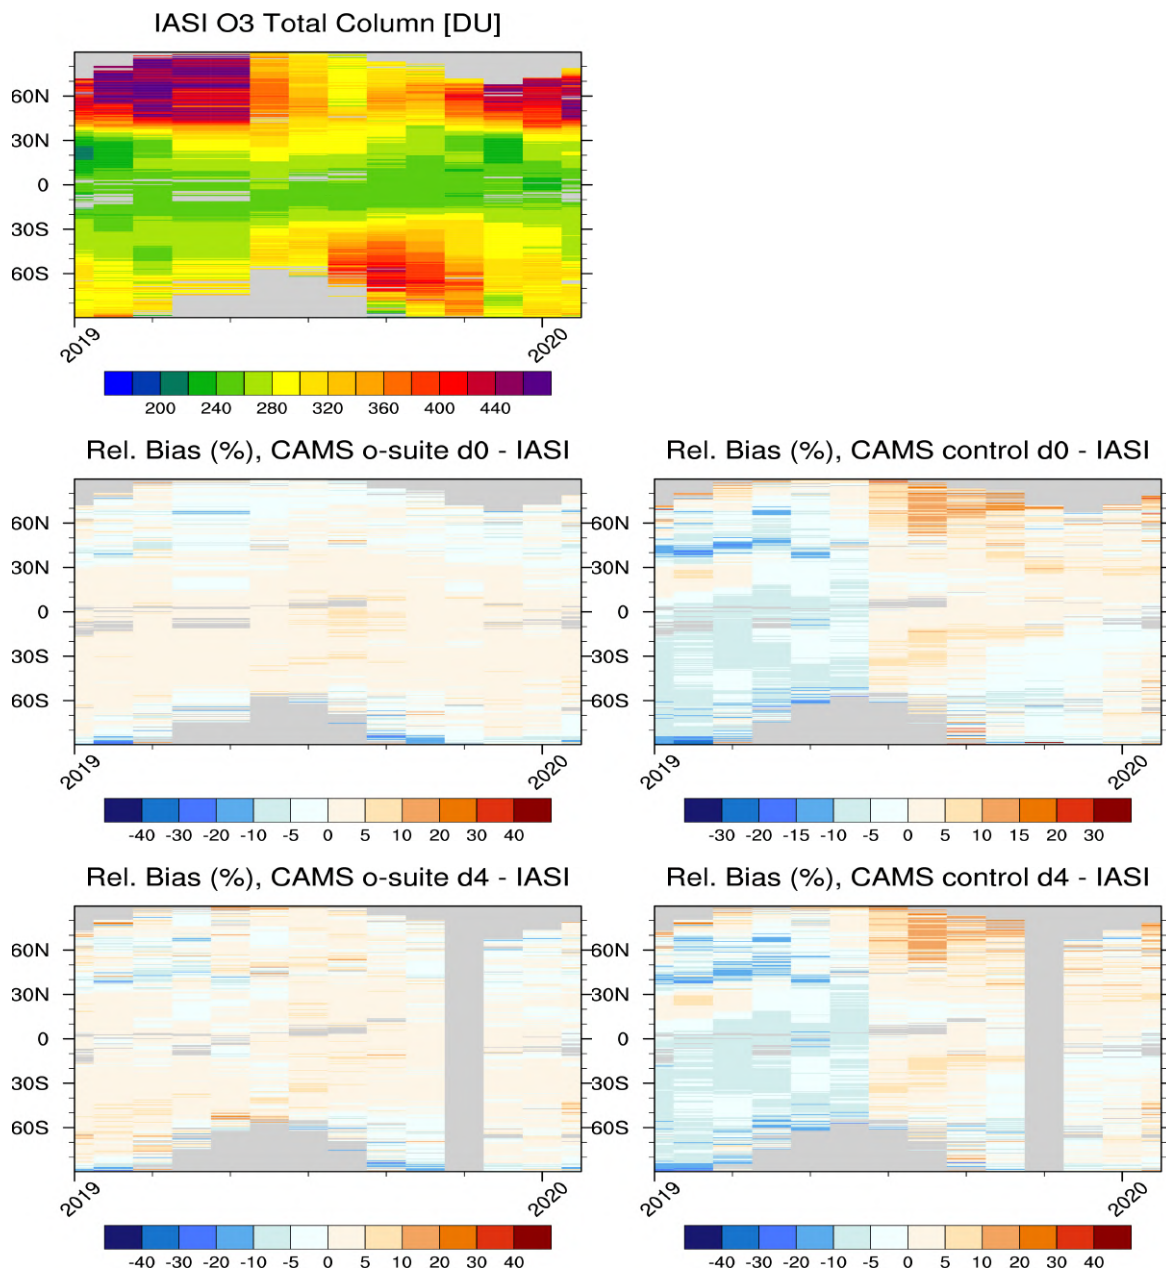 IASI O3 Total Column [DU]
60N
30N
0
30S
60S
2019 2020
200 240 280 320 360 400 440
Rel. Bias (%), CAMS o-suite d0 - IASI
60N
30N
0
30S
60S
2019 2020
-40 -30 -20 -10 -5 0 5 10 20 30 40
Rel. Bias (%), CAMS control d0 - IASI
60N
30N
0
30S
60S
2019 2020
-30 -20 -15 -10 -5 0 5 10 15 20 30
Rel. Bias (%), CAMS o-suite d4 - IASI
60N
30N
0
30S
60S
2019 2020
-40 -30 -20 -10 -5 0 5 10 20 30 40
Rel. Bias (%), CAMS control d4 - IASI
60N
30N
0
30S
60S
2019 2020
-40 -30 -20 -10 -5 0 5 10 20 30 40